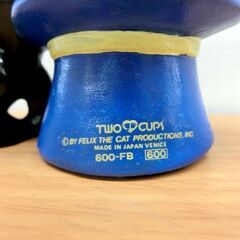 TWO CUPS
© BY FELIX THE CAT PRODUCTIONS, INC.
MADE IN JAPAN VENICE
600-FB 600